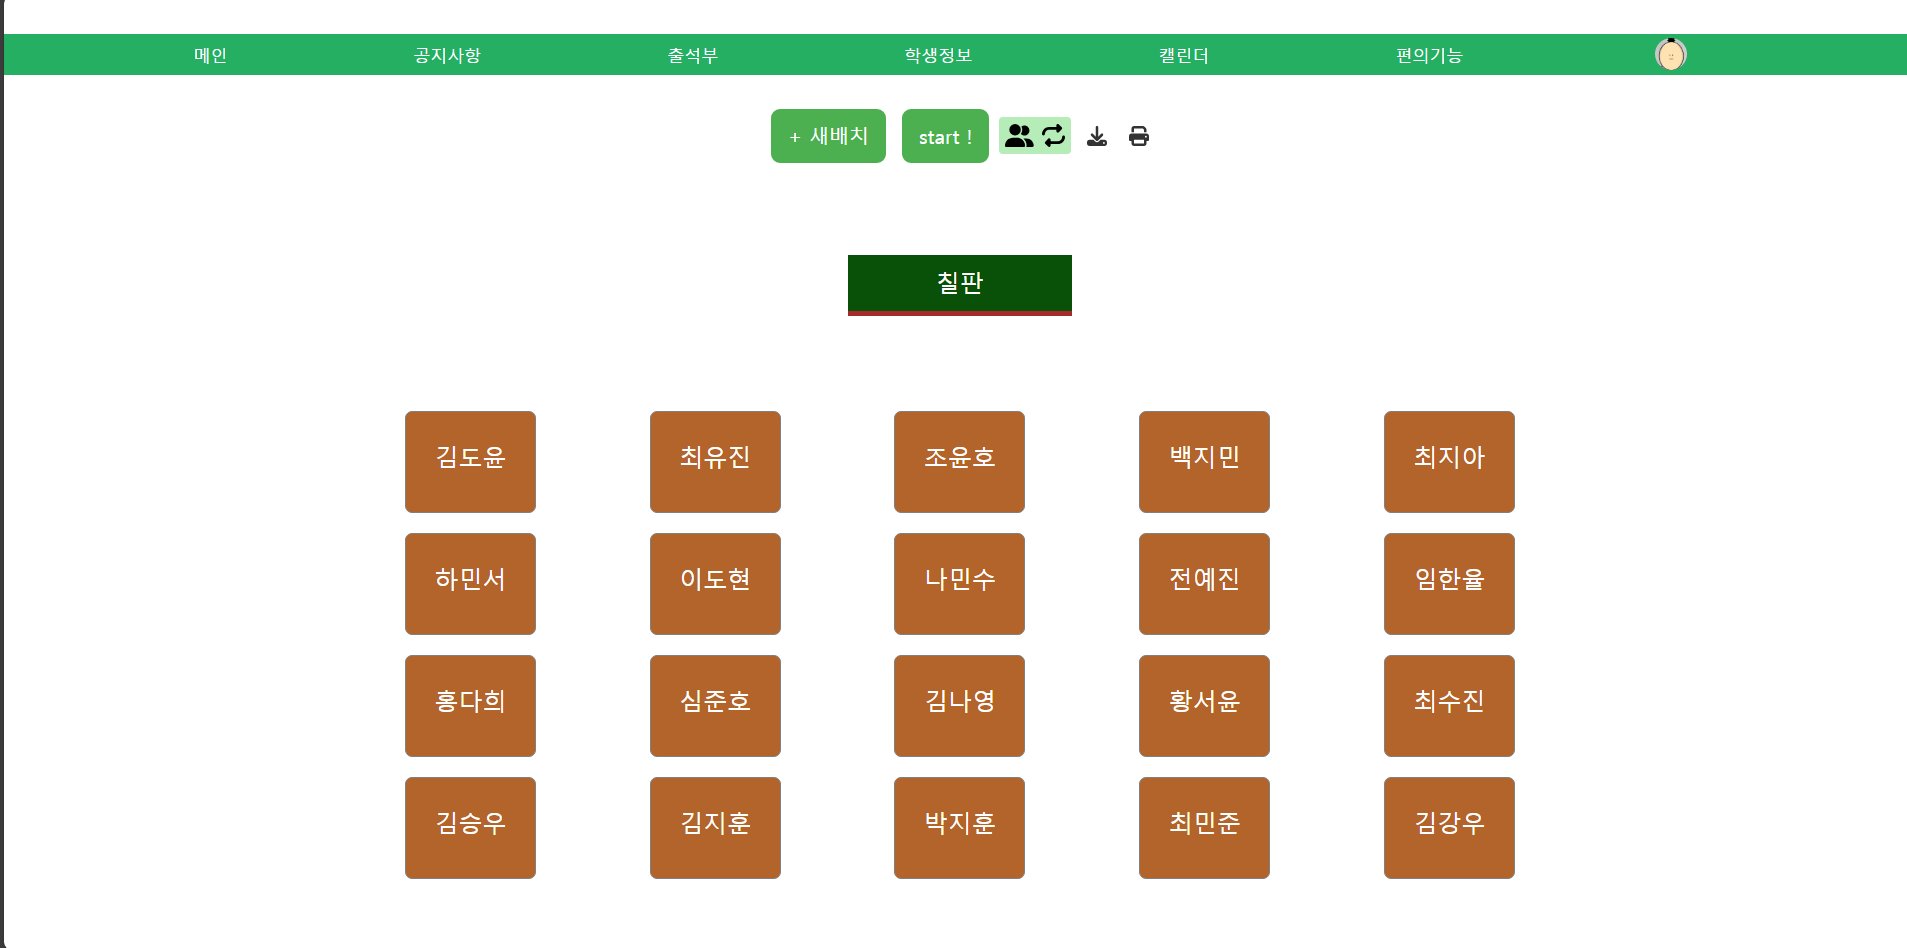 메인 공지사항 출석부 학생정보 캘린더 편의기능
+ 새배치 start !
칠판
김도윤 최유진 조윤호 백지민 최지아
하민서 이도현 나민수 전예진 임한율
홍다희 심준호 김나영 황서윤 최수진
김승우 김지훈 박지훈 최민준 김강우